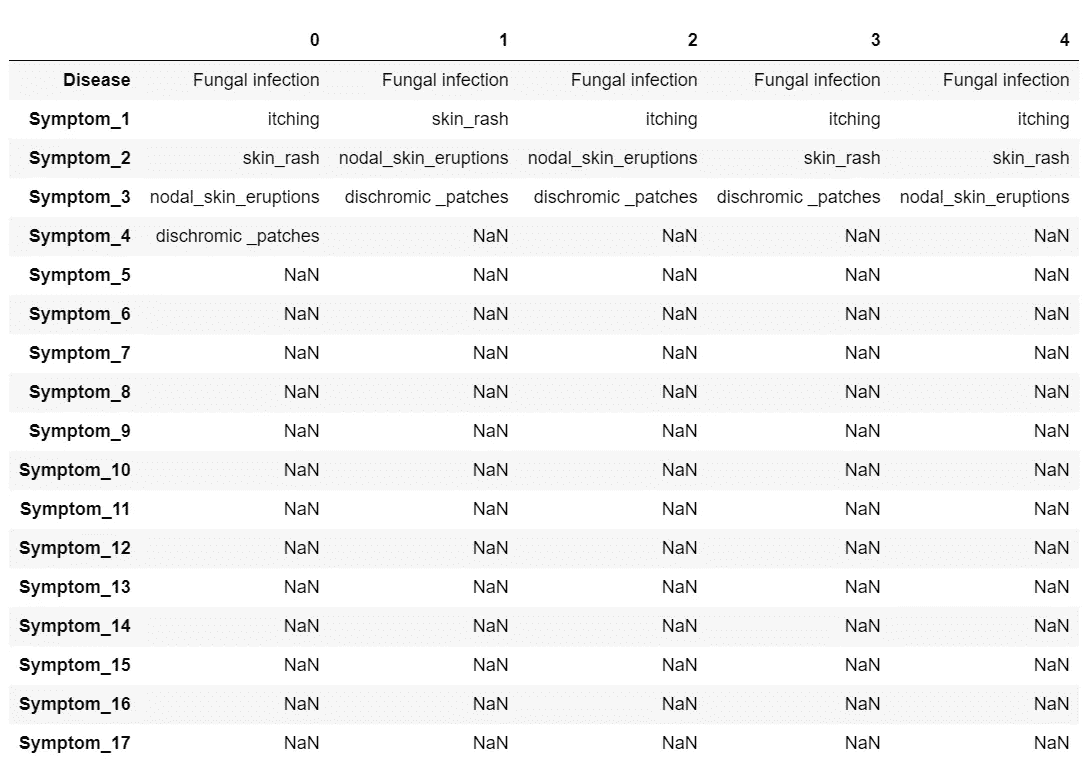 0 1 2 3 4
Disease Fungal infection Fungal infection Fungal infection Fungal infection Fungal infection
Symptom_1 itching skin_rash itching itching itching
Symptom_2 skin_rash nodal_skin_eruptions nodal_skin_eruptions skin_rash skin_rash
Symptom_3 nodal_skin_eruptions dischromic _patches dischromic _patches dischromic _patches nodal_skin_eruptions
Symptom_4 dischromic _patches NaN NaN NaN NaN
Symptom_5 NaN NaN NaN NaN NaN
Symptom_6 NaN NaN NaN NaN NaN
Symptom_7 NaN NaN NaN NaN NaN
Symptom_8 NaN NaN NaN NaN NaN
Symptom_9 NaN NaN NaN NaN NaN
Symptom_10 NaN NaN NaN NaN NaN
Symptom_11 NaN NaN NaN NaN NaN
Symptom_12 NaN NaN NaN NaN NaN
Symptom_13 NaN NaN NaN NaN NaN
Symptom_14 NaN NaN NaN NaN NaN
Symptom_15 NaN NaN NaN NaN NaN
Symptom_16 NaN NaN NaN NaN NaN
Symptom_17 NaN NaN NaN NaN NaN